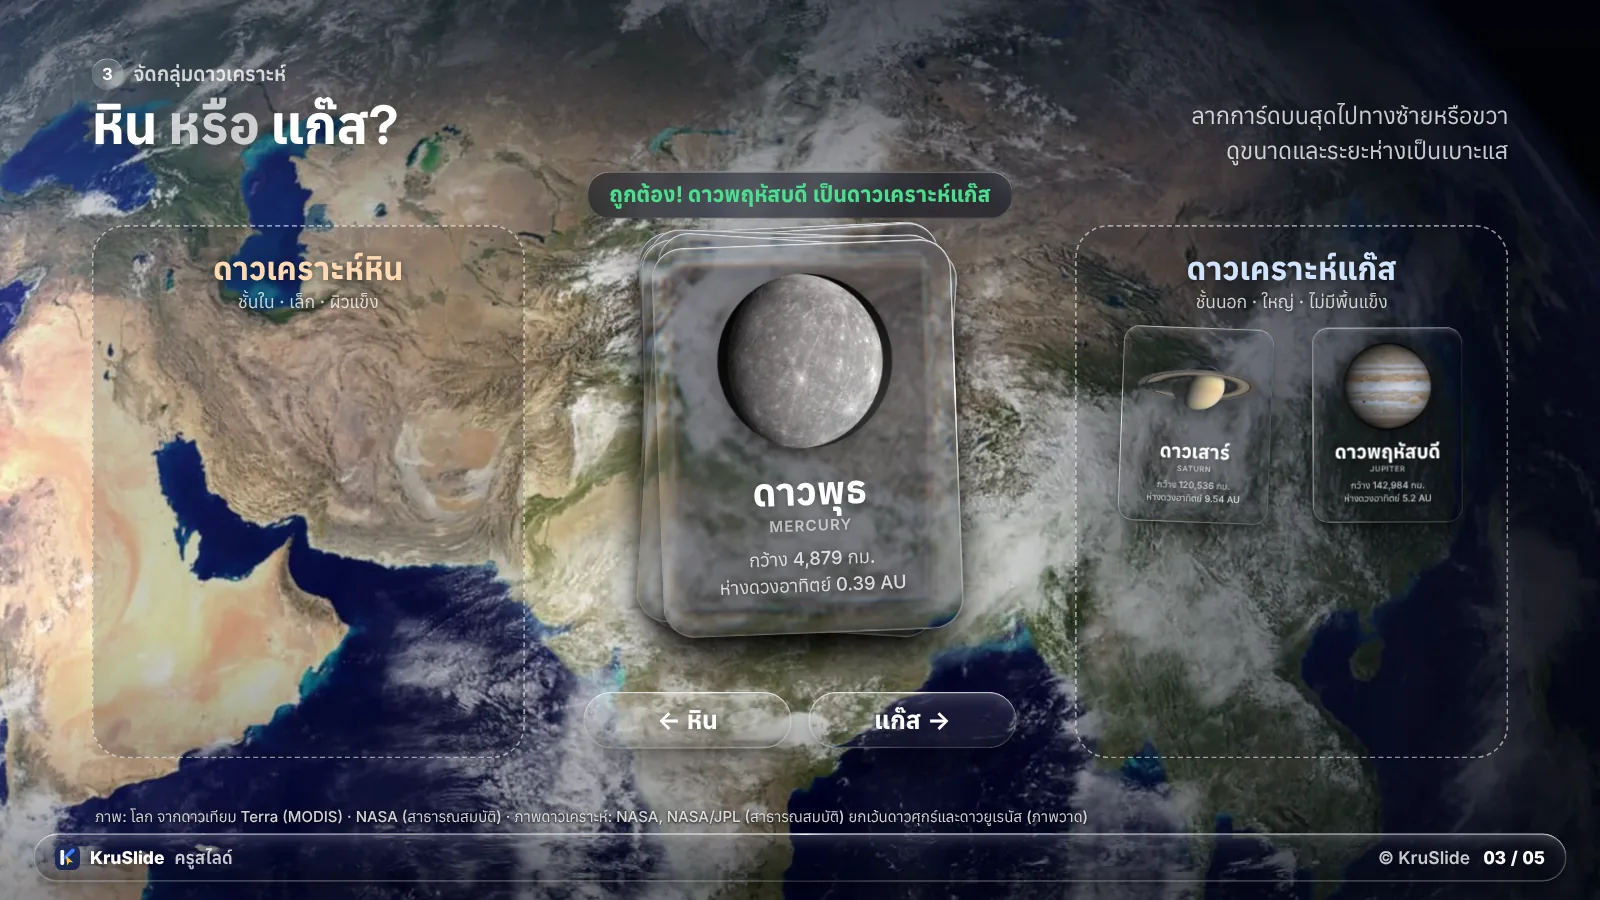 3 จัดกลุ่มดาวเคราะห์
หิน หรือ แก๊ส?
ลากการ์ดบนสุดไปทางซ้ายหรือขวา
ดูขนาดและระยะห่างเป็นเบาะแส
ถูกต้อง! ดาวพฤหัสบดี เป็นดาวเคราะห์แก๊ส
ดาวเคราะห์หิน
ชั้นใน · เล็ก · ผิวแข็ง
ดาวพุธ
MERCURY
กว้าง 4,879 กม.
ห่างดวงอาทิตย์ 0.39 AU
ดาวเคราะห์แก๊ส
ชั้นนอก · ใหญ่ · ไม่มีพื้นแข็ง
ดาวเสาร์
SATURN
กว้าง 120,536 กม.
ห่างดวงอาทิตย์ 9.54 AU
ดาวพฤหัสบดี
JUPITER
กว้าง 142,984 กม.
ห่างดวงอาทิตย์ 5.2 AU
← หิน
แก๊ส →
ภาพ: โลก จากดาวเทียม Terra (MODIS) · NASA (สาธารณสมบัติ) · ภาพดาวเคราะห์: NASA, NASA/JPL (สาธารณสมบัติ) ยกเว้นดาวศุกร์และดาวยูเรนัส (ภาพวาด)
KruSlide ครูสไลด์
© KruSlide 03 / 05